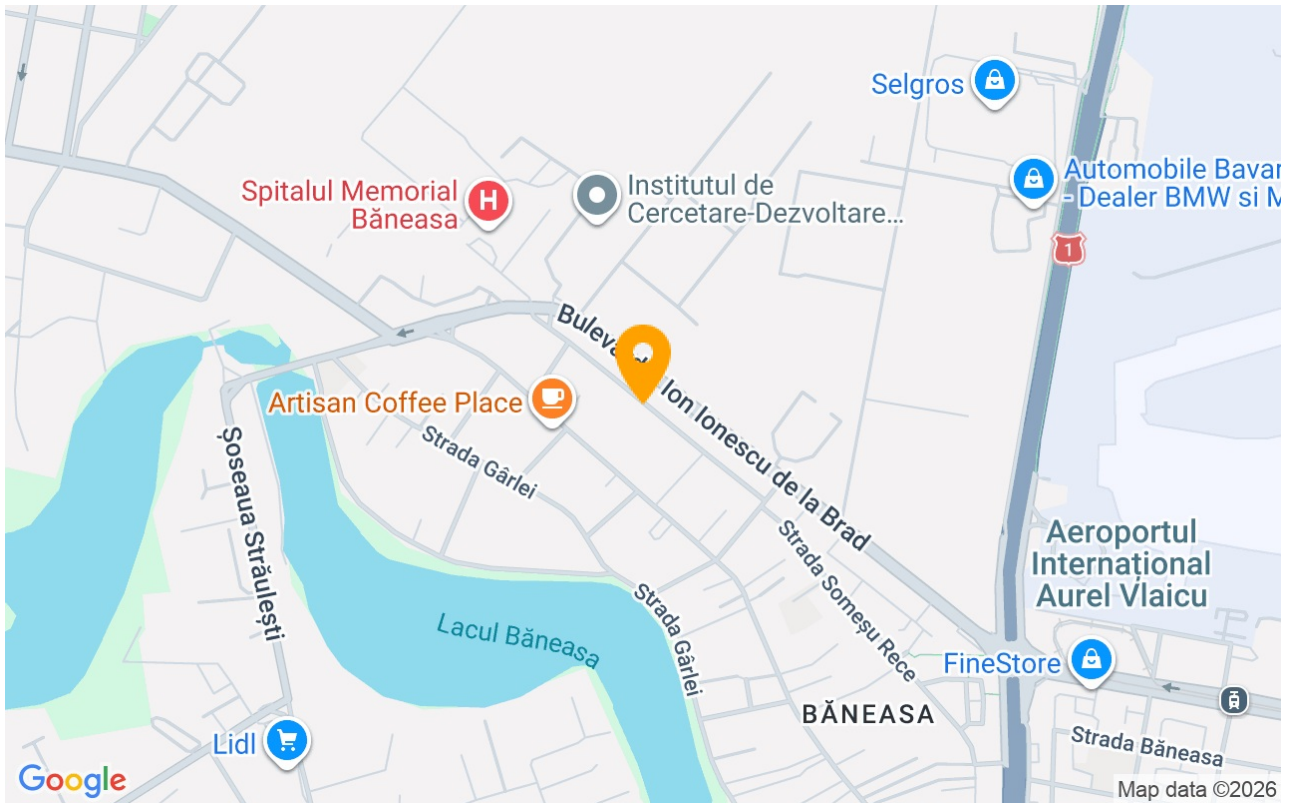 Selgros
Automobile Bavar
- Dealer BMW si M
Spitalul Memorial
Băneasa
H
Institutul de
Cercetare-Dezvoltare...
1
Ion Ionescu de la Brad
Artisan Coffee Place
Strada Gârlei
Șoseaua Străulești
Strada Someșu Rece
Aeroportul
Internațional
Aurel Vlaicu
Lacul Băneasa
Strada Gârlei
FineStore
BĂNEASA
Lidl
Strada Băneasa
Google
Map data ©2026